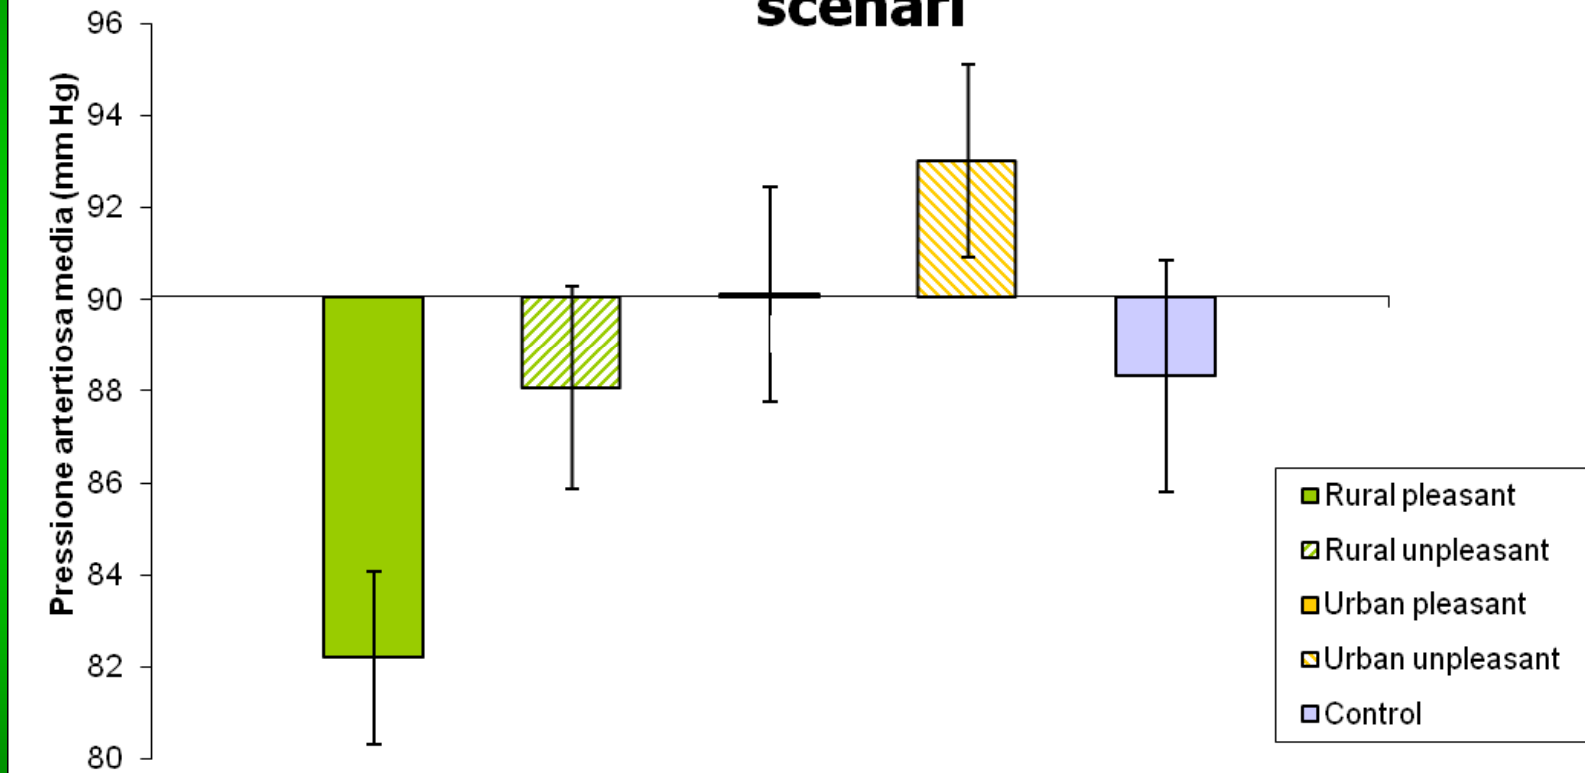 scenari
Pressione artertiosa media (mm Hg)
96
94
92
90
88
86
84
82
80
Rural pleasant
Rural unpleasant
Urban pleasant
Urban unpleasant
Control